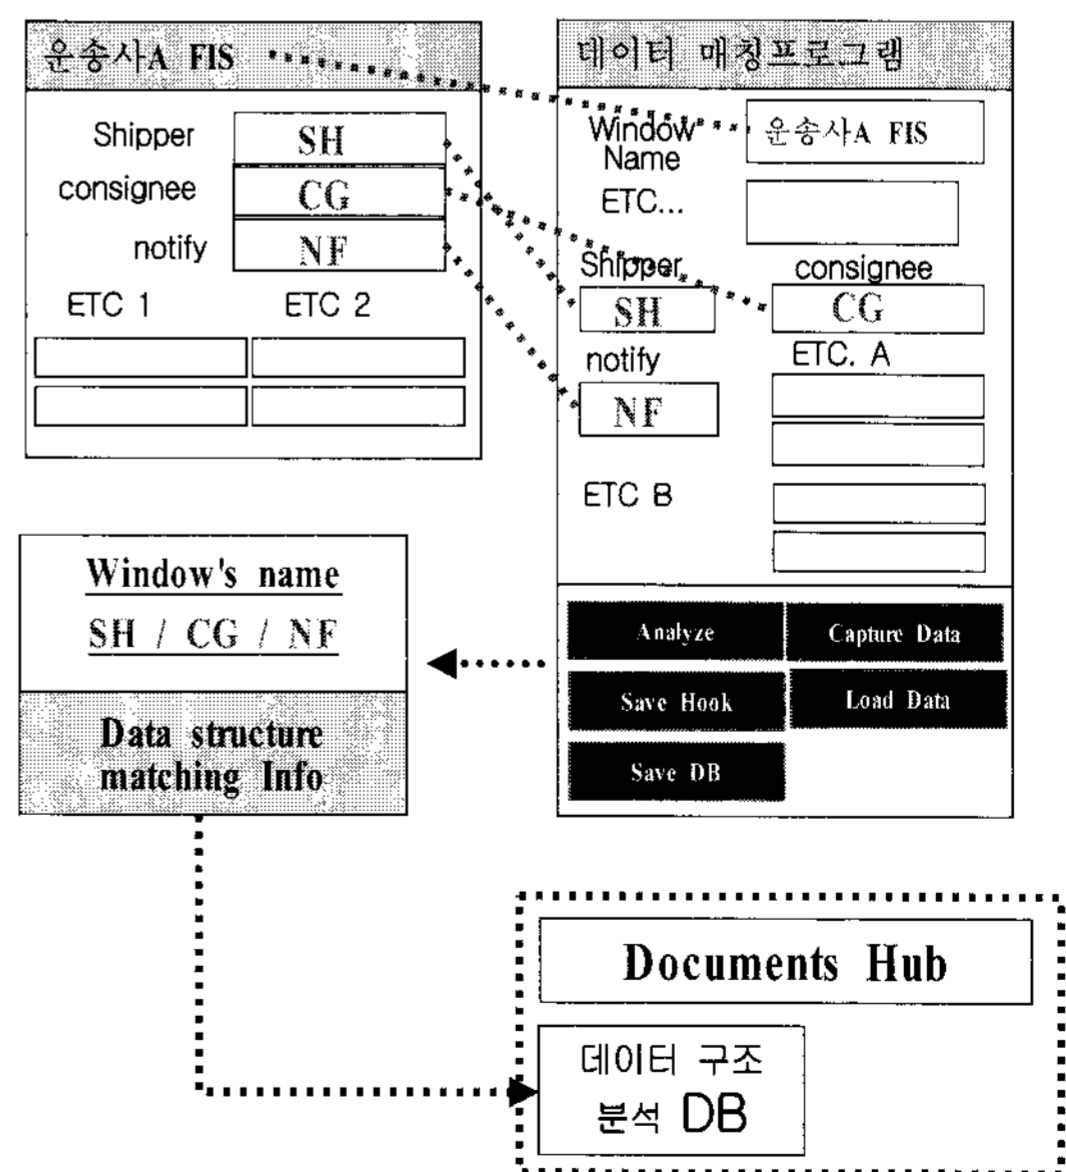 운송사A FIS
Shipper SH
consignee CG
notify NF
ETC 1 ETC 2
데이터 매칭프로그램
Window Name 운송사A FIS
ETC...
Shipper consignee
SH CG
notify ETC. A
NF
ETC B
Analyze Capture Data
Save Hook Load Data
Save DB
Window's name
SH / CG / NF
Data structure
matching Info
Documents Hub
데이터 구조
분석 DB